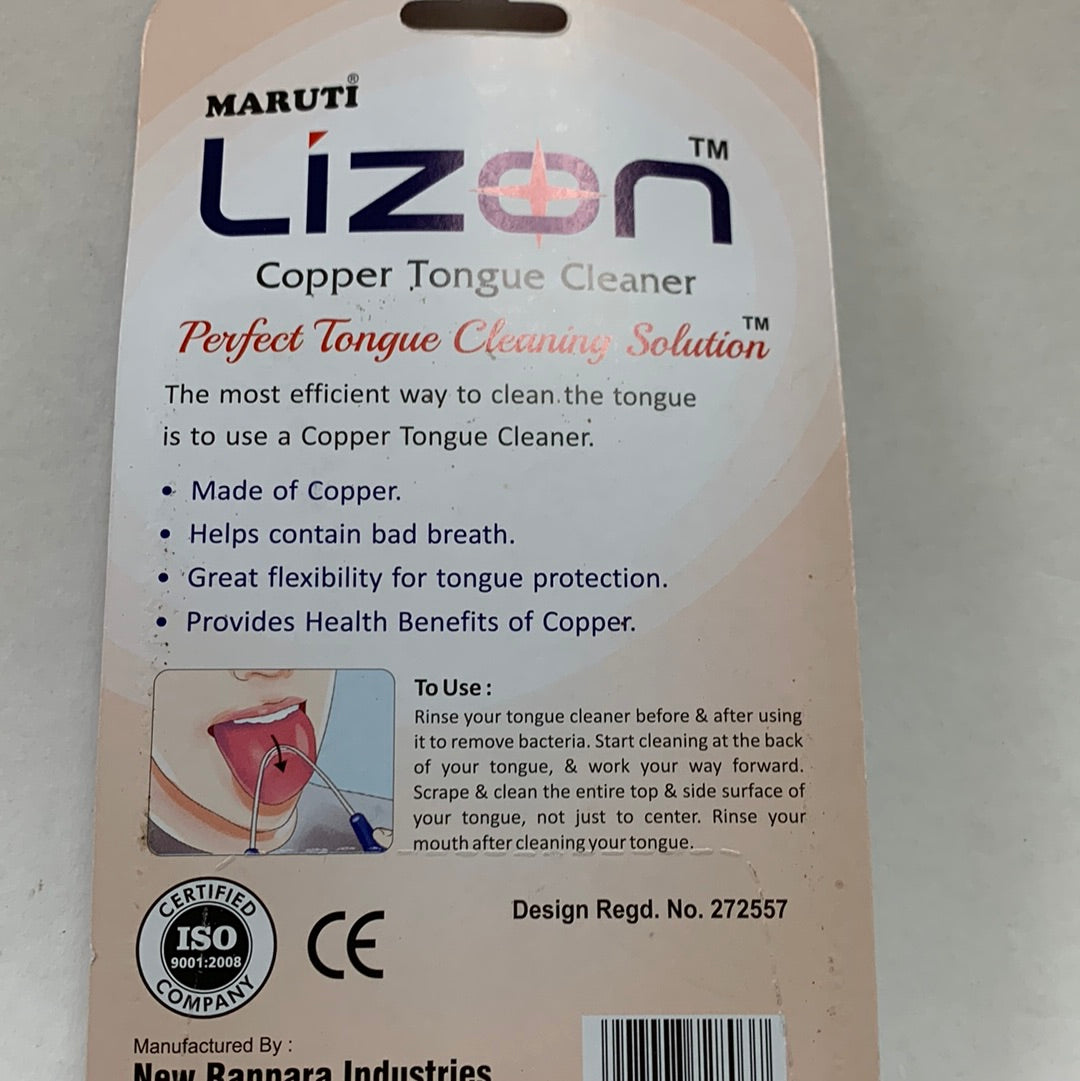 MARUTI®
Lizon™
Copper Tongue Cleaner
Perfect Tongue Cleaning Solution™
The most efficient way to clean the tongue
is to use a Copper Tongue Cleaner.
• Made of Copper.
• Helps contain bad breath.
• Great flexibility for tongue protection.
• Provides Health Benefits of Copper.
To Use :
Rinse your tongue cleaner before & after using
it to remove bacteria. Start cleaning at the back
of your tongue, & work your way forward.
Scrape & clean the entire top & side surface of
your tongue, not just to center. Rinse your
mouth after cleaning your tongue.
CERTIFIED
ISO
9001:2008
COMPANY
CE
Design Regd. No. 272557
Manufactured By :
New Rannara Industries